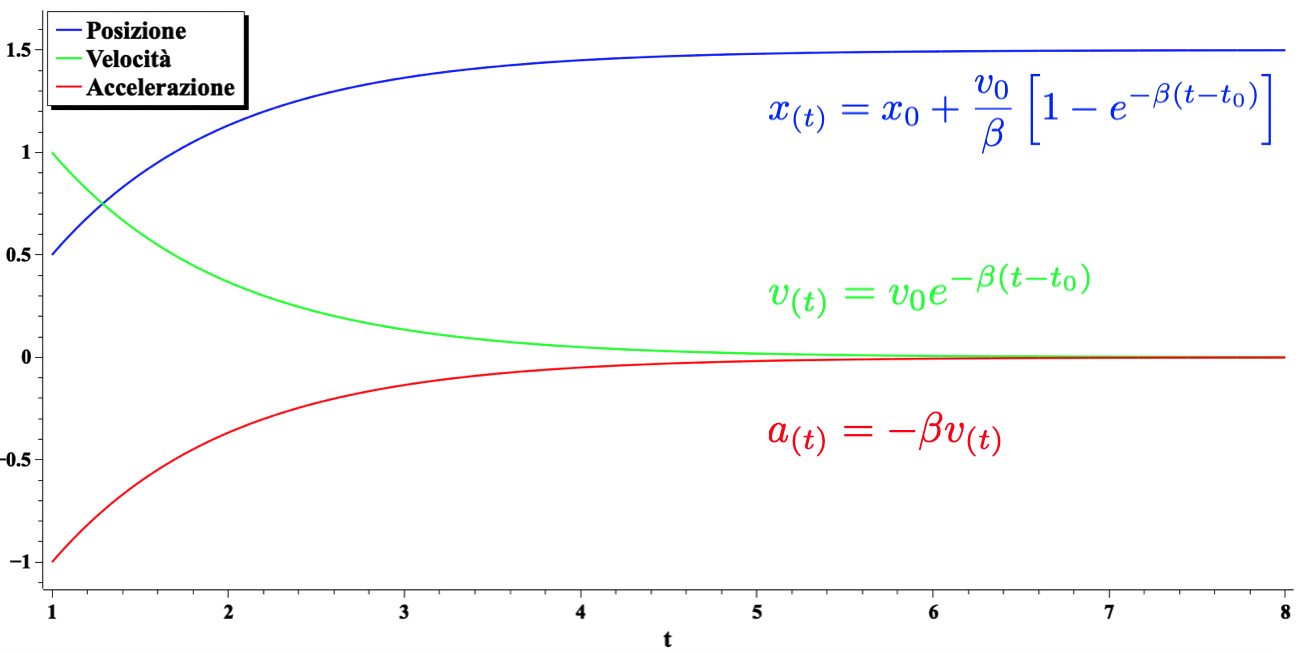 Posizione
Velocità
Accelerazione
1.5
1
0.5
0
−0.5
−1
x(t) = x0 + v0/β [1 − e^−β(t−t0)]
v(t) = v0e^−β(t−t0)
a(t) = −βv(t)
1 2 3 4 5 6 7 8
t